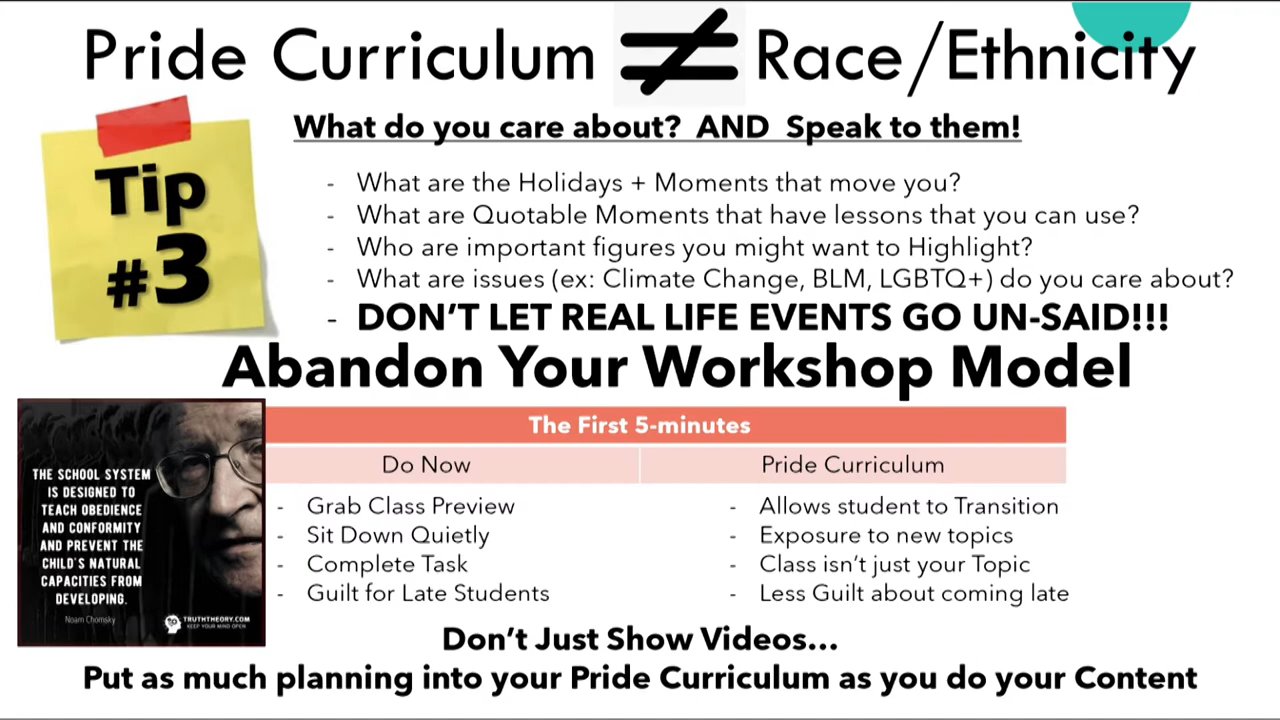 Pride Curriculum ≠ Race/Ethnicity
Tip
#3
What do you care about? AND Speak to them!
- What are the Holidays + Moments that move you?
- What are Quotable Moments that have lessons that you can use?
- Who are important figures you might want to Highlight?
- What are issues (ex: Climate Change, BLM, LGBTQ+) do you care about?
- DON'T LET REAL LIFE EVENTS GO UN-SAID!!!
Abandon Your Workshop Model
THE SCHOOL SYSTEM
IS DESIGNED TO
TEACH OBEDIENCE
AND CONFORMITY
AND PREVENT THE
CHILD'S NATURAL
CAPACITIES FROM
DEVELOPING.
Noam Chomsky
TRUTHTHEORY.COM
KEEP YOUR MIND OPEN
The First 5-minutes
Do Now
- Grab Class Preview
- Sit Down Quietly
- Complete Task
- Guilt for Late Students
Pride Curriculum
- Allows student to Transition
- Exposure to new topics
- Class isn't just your Topic
- Less Guilt about coming late
Don't Just Show Videos...
Put as much planning into your Pride Curriculum as you do your Content